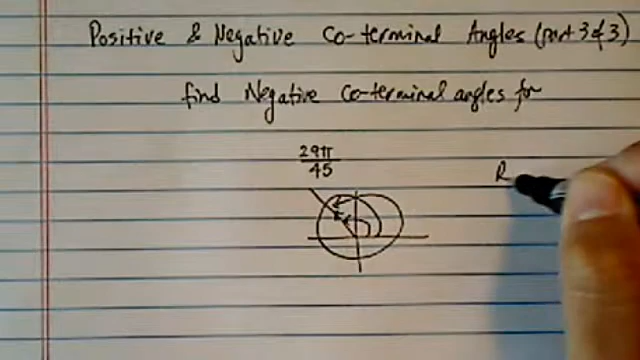 Positive & Negative Co-terminal Angles (part 3 of 3)
find Negative co-terminal angles for
29π
45
R